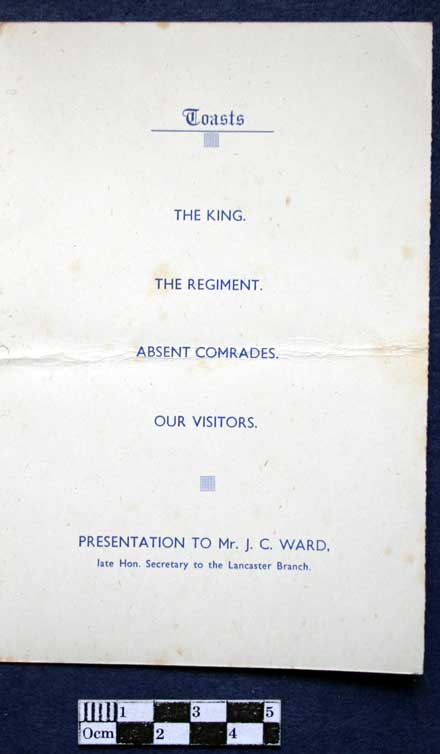 Toasts
THE KING.
THE REGIMENT.
ABSENT COMRADES.
OUR VISITORS.
PRESENTATION TO Mr. J. C. WARD,
late Hon. Secretary to the Lancaster Branch.
1 3 5
0cm 2 4